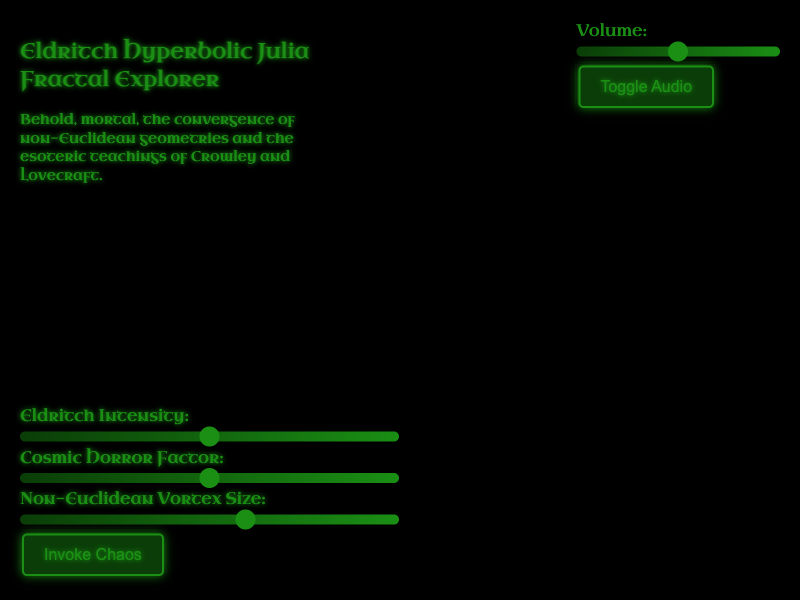 Eldritch Hyperbolic Julia
Fractal Explorer
Behold, mortal, the convergence of
non-Euclidean geometries and the
esoteric teachings of Crowley and
Lovecraft.
Volume:
Toggle Audio
Eldritch Intensity:
Cosmic Horror Factor:
Non-Euclidean Vortex Size:
Invoke Chaos